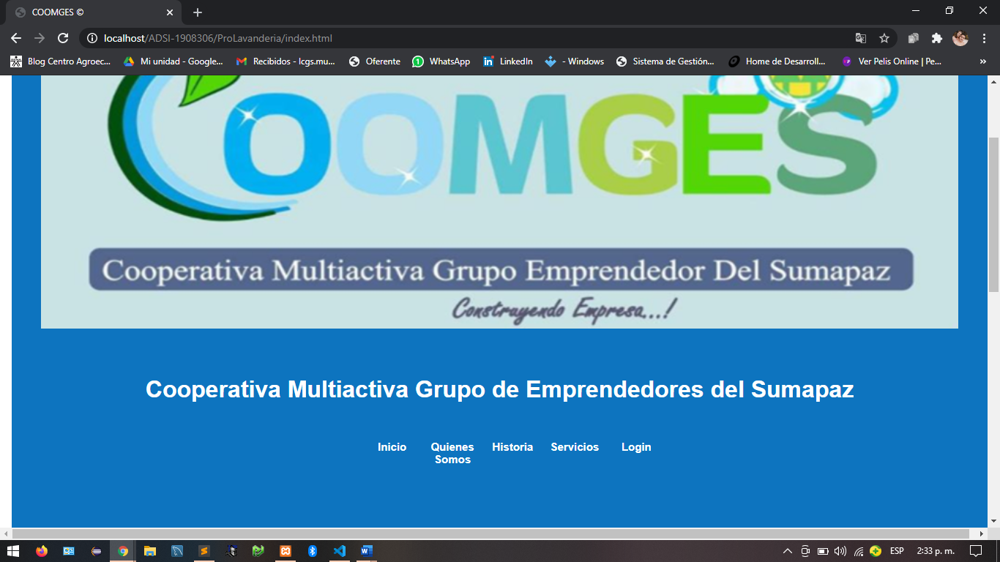 COOMGES ©
localhost/ADSI-1908306/ProLavanderia/index.html
Blog Centro Agroec...
Mi unidad - Google...
Recibidos - lcgs.mu...
Oferente
WhatsApp
LinkedIn
- Windows
Sistema de Gestión...
Home de Desarroll...
Ver Pelis Online | Pe...
»
COOMGES
Cooperativa Multiactiva Grupo Emprendedor Del Sumapaz
Construyendo Empresa...!
Cooperativa Multiactiva Grupo de Emprendedores del Sumapaz
Inicio
Quienes
Somos
Historia
Servicios
Login
ESP
2:33 p. m.